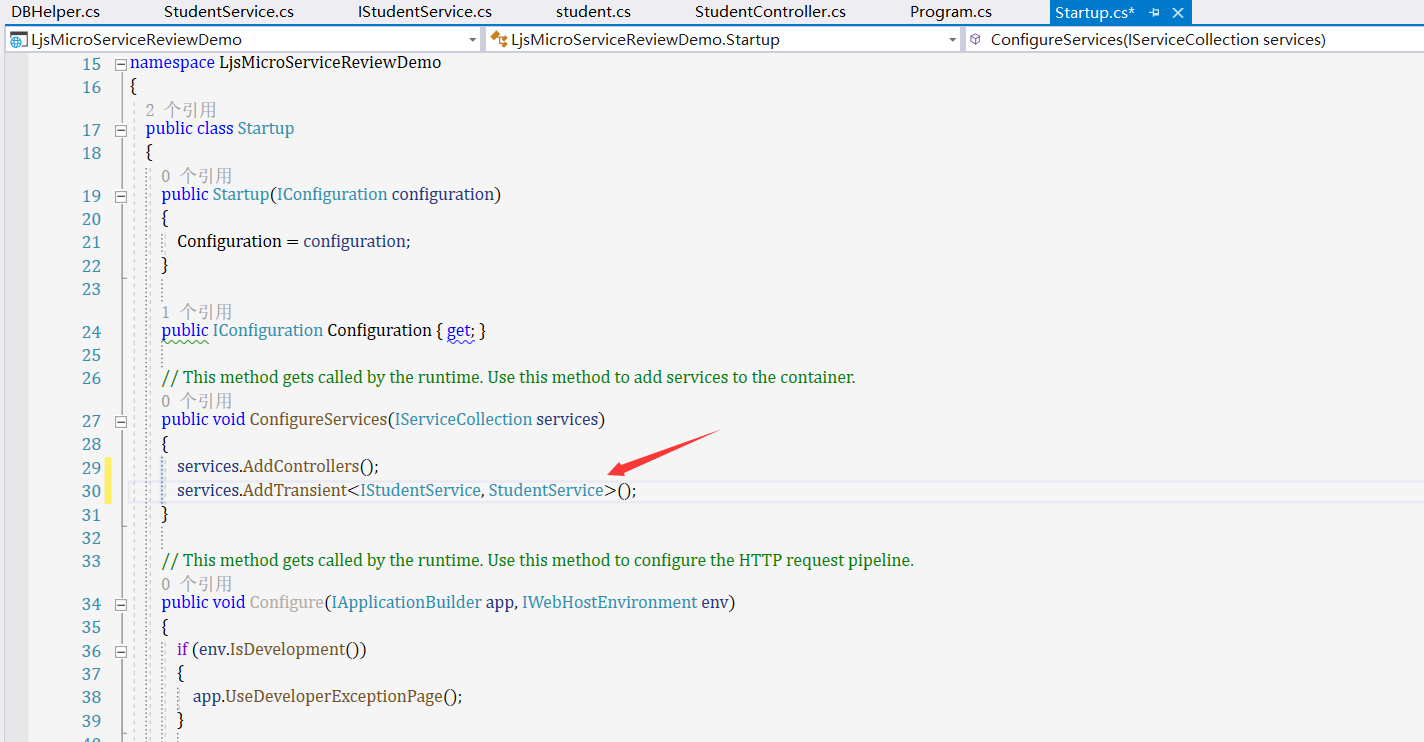 DBHelper.cs StudentService.cs IStudentService.cs student.cs StudentController.cs Program.cs Startup.cs*
LjsMicroServiceReviewDemo LjsMicroServiceReviewDemo.Startup ConfigureServices(IServiceCollection services)
15 namespace LjsMicroServiceReviewDemo
16 {
2 个引用
17 public class Startup
18 {
0 个引用
19 public Startup(IConfiguration configuration)
20 {
21 Configuration = configuration;
22 }
23
1 个引用
24 public IConfiguration Configuration { get; }
25
26 // This method gets called by the runtime. Use this method to add services to the container.
0 个引用
27 public void ConfigureServices(IServiceCollection services)
28 {
29 services.AddControllers();
30 services.AddTransient<IStudentService, StudentService>();
31 }
32
33 // This method gets called by the runtime. Use this method to configure the HTTP request pipeline.
0 个引用
34 public void Configure(IApplicationBuilder app, IWebHostEnvironment env)
35 {
36 if (env.IsDevelopment())
37 {
38 app.UseDeveloperExceptionPage();
39 }